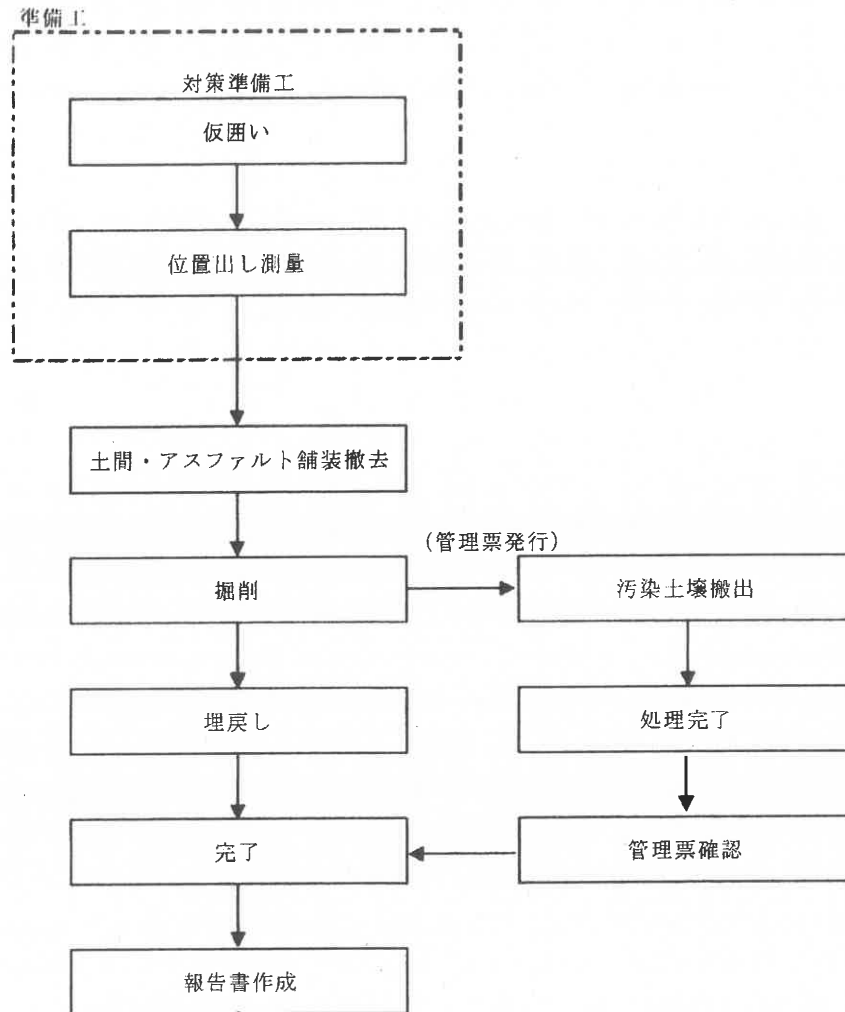 準備工
対策準備工
仮囲い
位置出し測量
土間・アスファルト舗装撤去
(管理票発行)
掘削
汚染土壌搬出
埋戻し
処理完了
完了
管理票確認
報告書作成